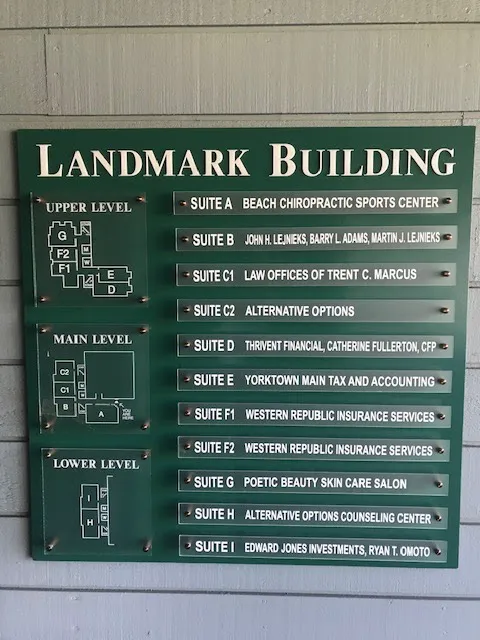 LANDMARK BUILDING
UPPER LEVEL
G
F2
F1
E
D
MAIN LEVEL
C2
C1
B
A
YOU ARE HERE
LOWER LEVEL
I
H
SUITE A BEACH CHIROPRACTIC SPORTS CENTER
SUITE B JOHN H. LEJNIEKS, BARRY L. ADAMS, MARTIN J. LEJNIEKS
SUITE C1 LAW OFFICES OF TRENT C. MARCUS
SUITE C2 ALTERNATIVE OPTIONS
SUITE D THRIVENT FINANCIAL, CATHERINE FULLERTON, CFP
SUITE E YORKTOWN MAIN TAX AND ACCOUNTING
SUITE F1 WESTERN REPUBLIC INSURANCE SERVICES
SUITE F2 WESTERN REPUBLIC INSURANCE SERVICES
SUITE G POETIC BEAUTY SKIN CARE SALON
SUITE H ALTERNATIVE OPTIONS COUNSELING CENTER
SUITE I EDWARD JONES INVESTMENTS, RYAN T. OMOTO